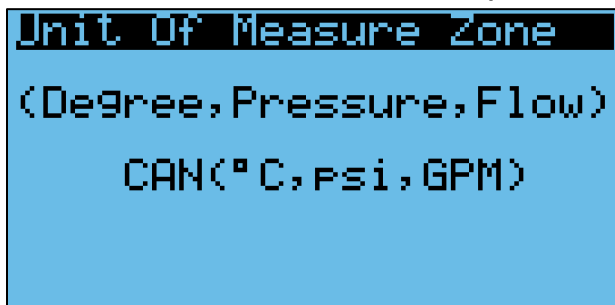 Unit Of Measure Zone
(Degree,Pressure,Flow)
CAN(°C,psi,GPM)